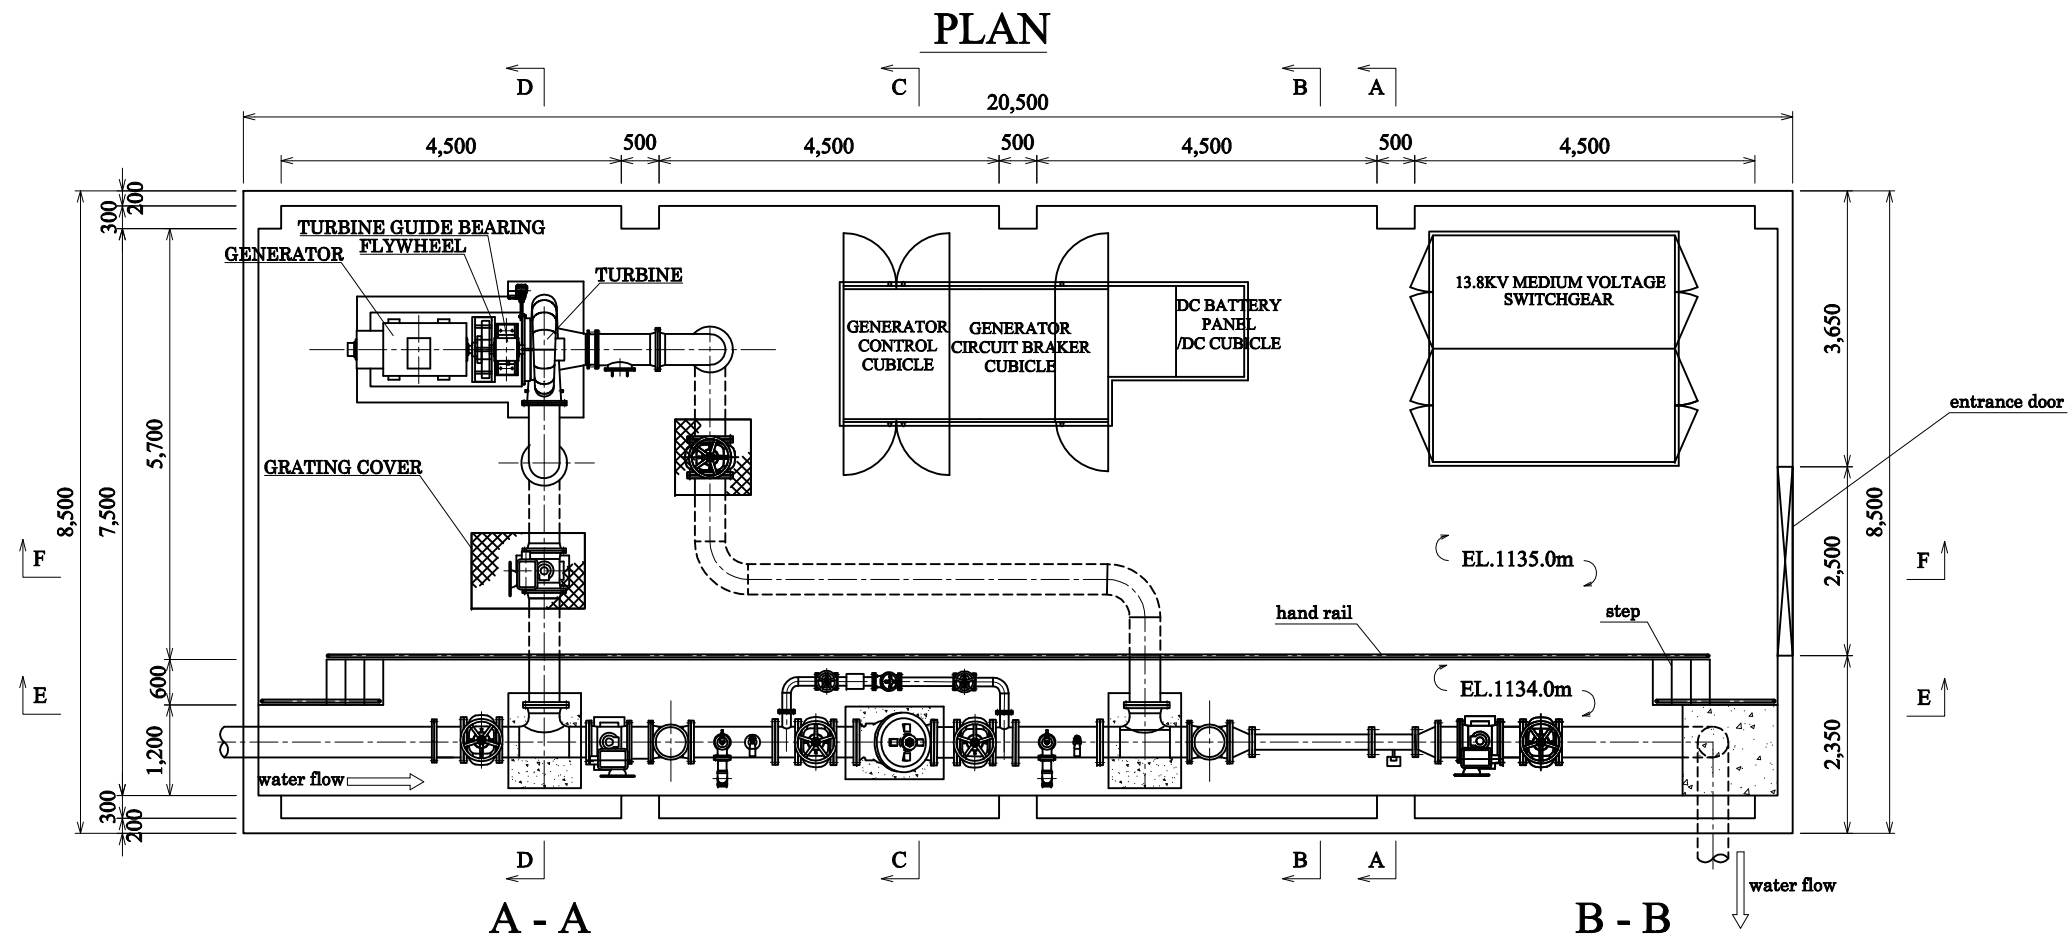 PLAN
D
C
B
A
20,500
4,500
500
4,500
500
4,500
500
4,500
200
300
TURBINE GUIDE BEARING
FLYWHEEL
GENERATOR
TURBINE
13.8KV MEDIUM VOLTAGE
SWITCHGEAR
DC BATTERY
PANEL
/DC CUBICLE
GENERATOR
CONTROL
CUBICLE
GENERATOR
CIRCUIT BRAKER
CUBICLE
3,650
entrance door
5,700
GRATING COVER
8,500
7,500
8,500
2,500
F
EL.1135.0m
F
hand rail
step
600
E
EL.1134.0m
E
1,200
2,350
water flow
300
200
D
C
B
A
water flow
A - A
B - B